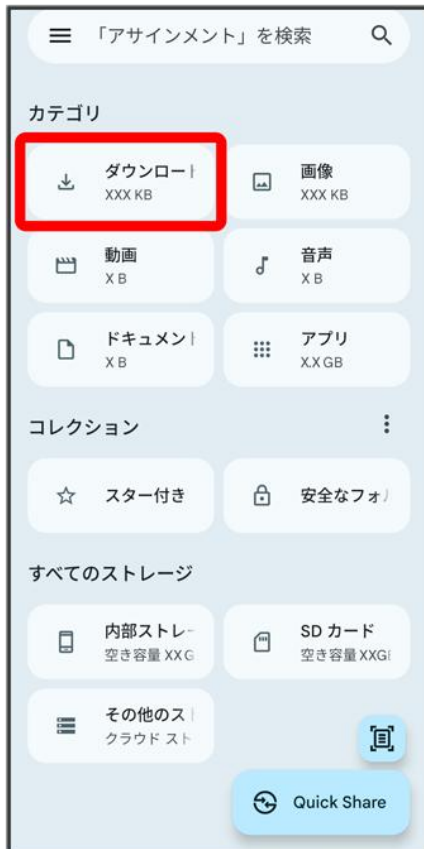 「アサインメント」を検索
カテゴリ
ダウンロード
XXX KB
画像
XXX KB
動画
X B
音声
X B
ドキュメント
X B
アプリ
X.X GB
コレクション
スター付き
安全なフォ
すべてのストレージ
内部ストレー
空き容量 XX G
SD カード
空き容量 XXG
その他のス
クラウド スト
Quick Share